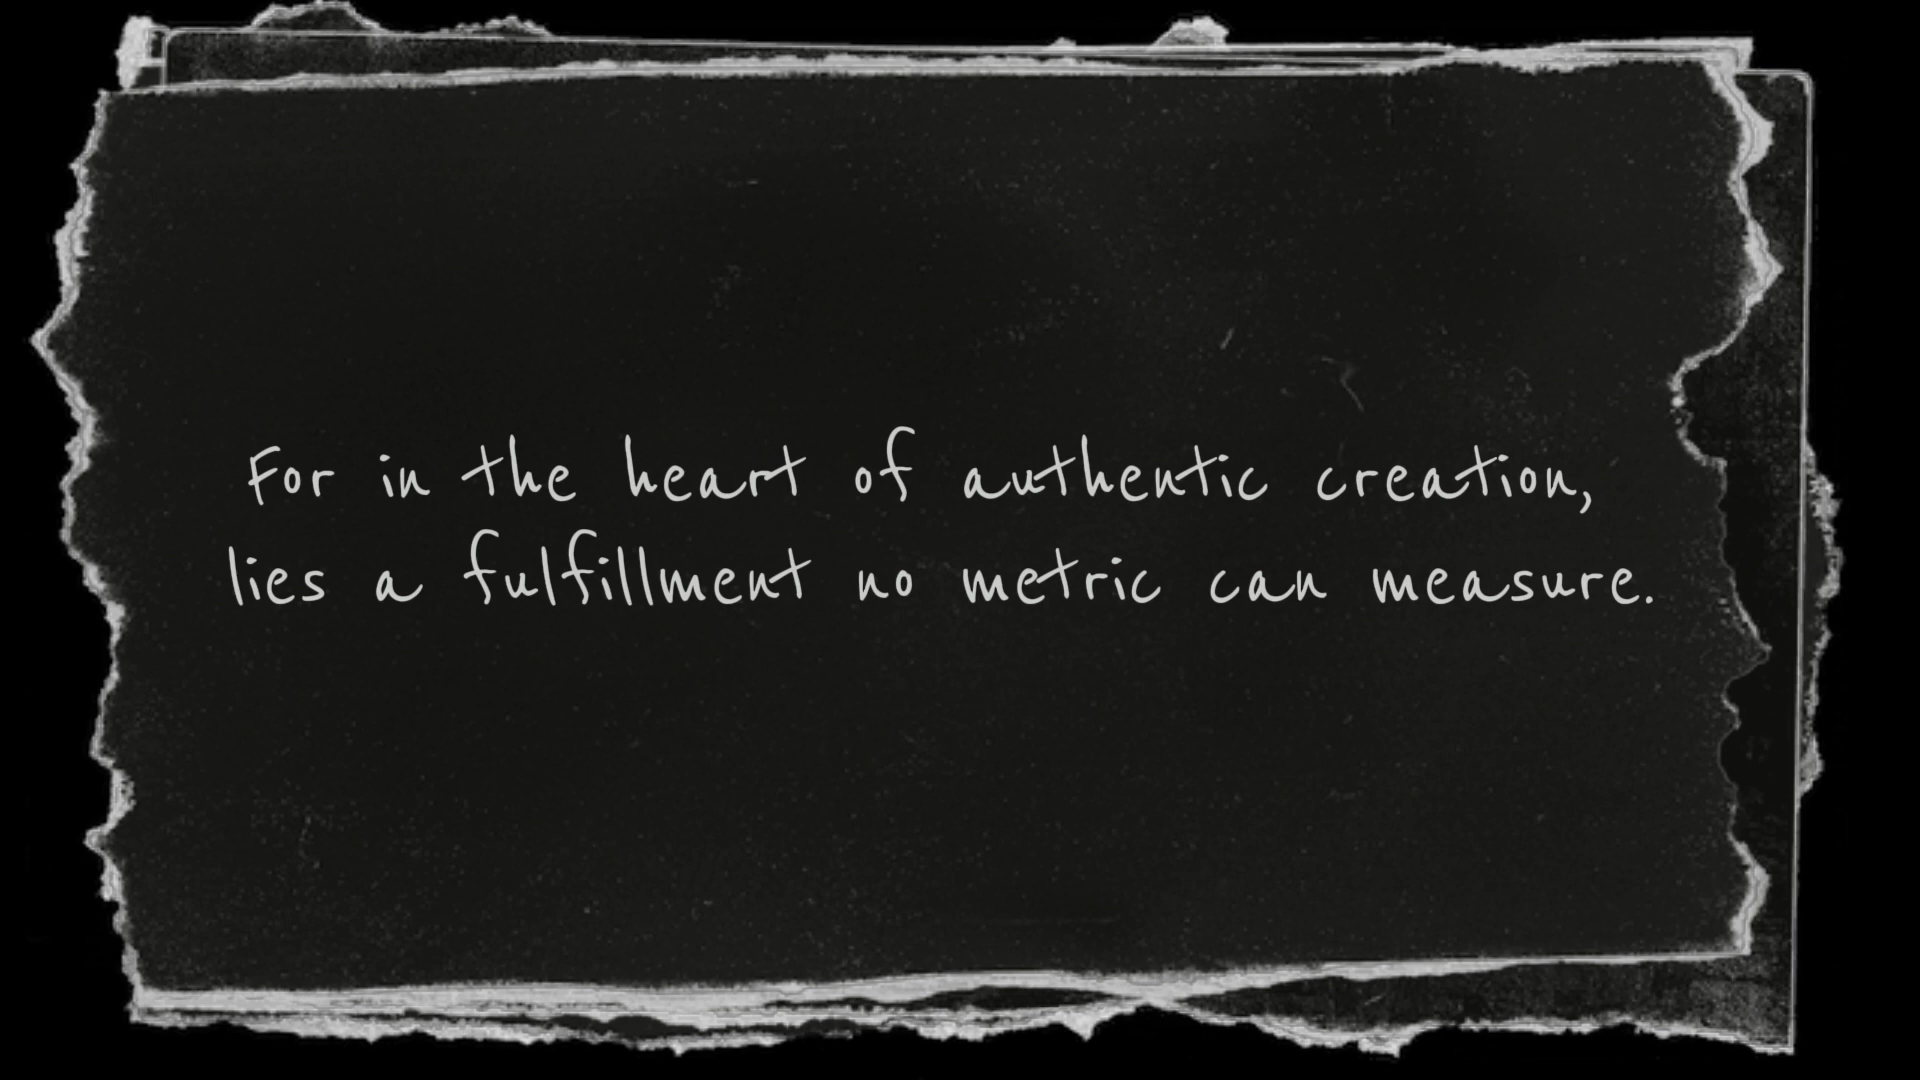 For in the heart of authentic creation,
lies a fulfillment no metric can measure.